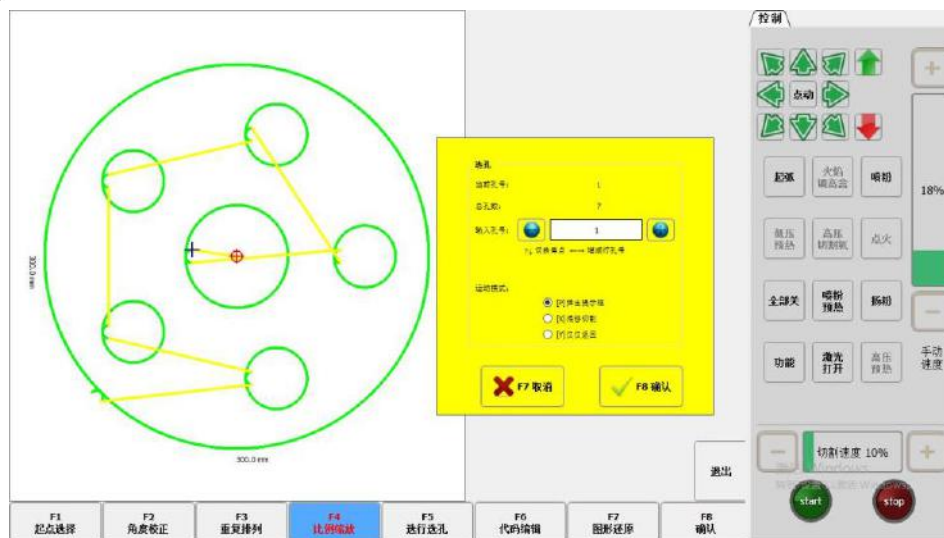 控制
点动
起弧
火焰
调高盒
喷粉
18%
低压
预热
高压
切割氧
点火
全部关
喷粉
预热
扬粉
手动
速度
功能
激光
打开
高压
预热
切割速度 10%
start
stop
选孔
当前孔号:
1
总孔数:
7
输入孔号:
1
运动模式:
F7 取消
F8 确认
300.0 mm
300.0 mm
退出
F1
起点选择
F2
角度校正
F3
重复排列
F4
比例缩放
F5
选行选孔
F6
代码编辑
F7
图形还原
F8
确认